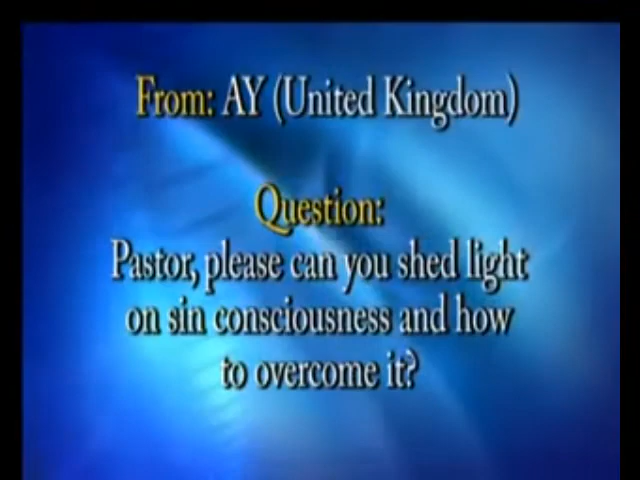 From: AY (United Kingdom)
Question:
Pastor, please can you shed light
on sin consciousness and how
to overcome it?